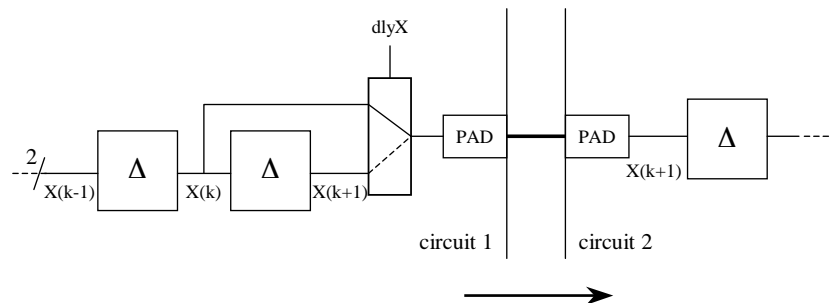 dlyX
2
Δ
Δ
PAD
PAD
Δ
X(k-1)
X(k)
X(k+1)
X(k+1)
circuit 1
circuit 2